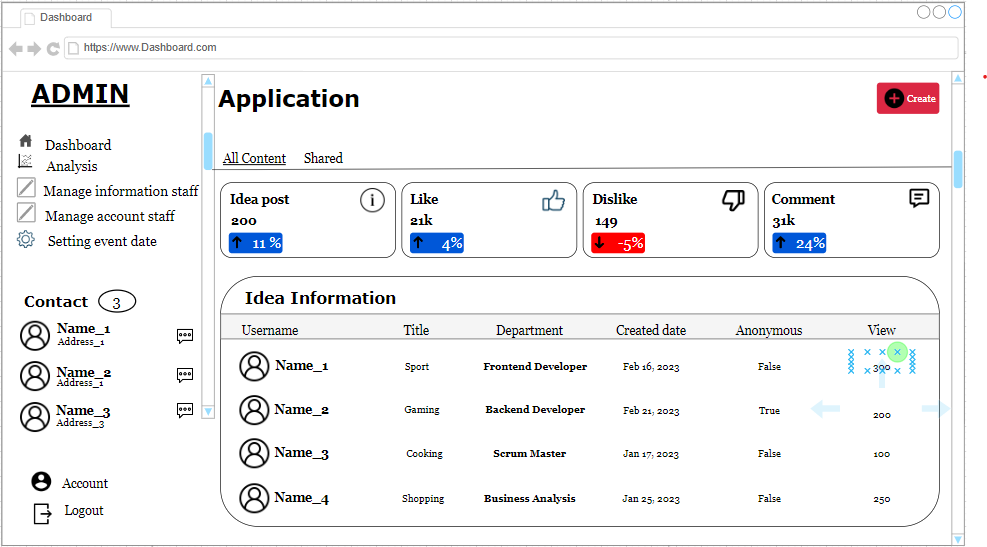 Dashboard
https://www.Dashboard.com
ADMIN
Dashboard
Analysis
Manage information staff
Manage account staff
Setting event date
Contact 3
Name_1
Address_1
Name_2
Address_1
Name_3
Address_3
Account
Logout
Application
Create
All Content Shared
Idea post
200
11 %
Like
21k
4%
Dislike
149
-5%
Comment
31k
24%
Idea Information
Username Title Department Created date Anonymous View
Name_1 Sport Frontend Developer Feb 16, 2023 False 300
Name_2 Gaming Backend Developer Feb 21, 2023 True 200
Name_3 Cooking Scrum Master Jan 17, 2023 False 100
Name_4 Shopping Business Analysis Jan 25, 2023 False 250